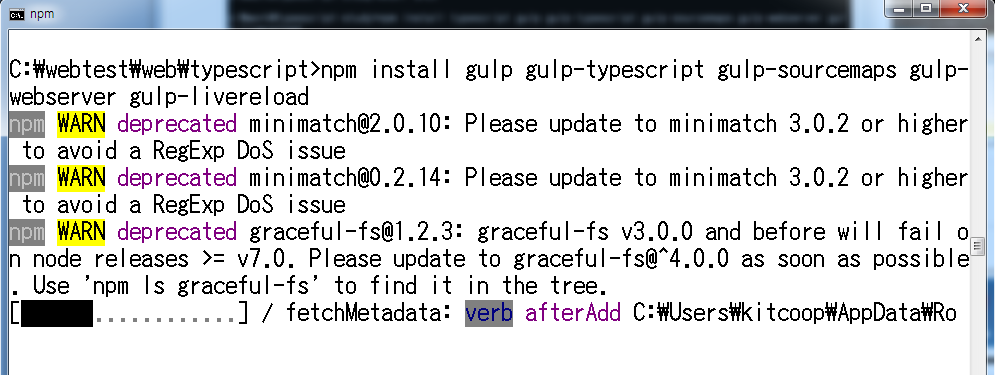 npm
C:₩webtest₩web₩typescript>npm install gulp gulp-typescript gulp-sourcemaps gulp-
webserver gulp-livereload
npm WARN deprecated minimatch@2.0.10: Please update to minimatch 3.0.2 or higher
 to avoid a RegExp DoS issue
npm WARN deprecated minimatch@0.2.14: Please update to minimatch 3.0.2 or higher
 to avoid a RegExp DoS issue
npm WARN deprecated graceful-fs@1.2.3: graceful-fs v3.0.0 and before will fail o
n node releases >= v7.0. Please update to graceful-fs@^4.0.0 as soon as possible
. Use 'npm ls graceful-fs' to find it in the tree.
[      ............] / fetchMetadata: verb afterAdd C:₩Users₩kitcoop₩AppData₩Ro